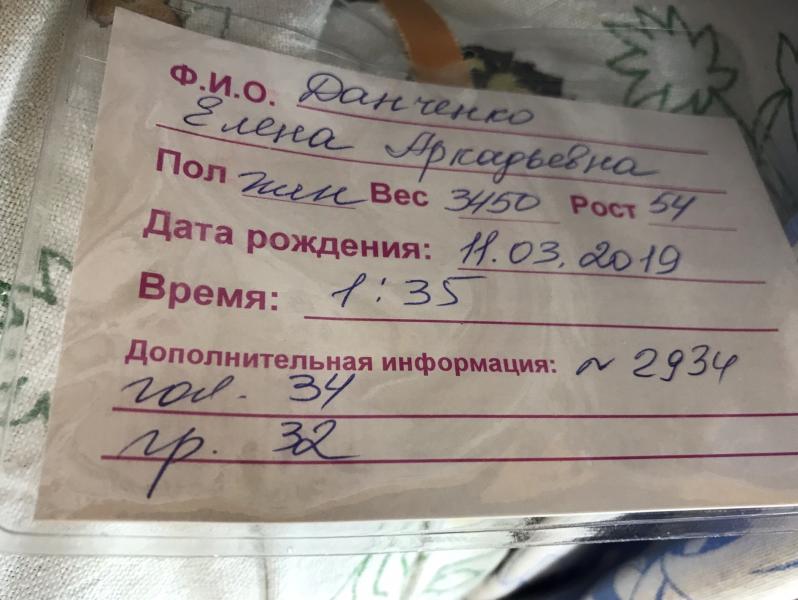 Ф.И.О. Данченко
Елена Аркадьевна
Пол жен Вес 3450 Рост 54
Дата рождения: 11.03.2019
Время: 1:35
Дополнительная информация: ~ 2934
гол. 34
гр. 32